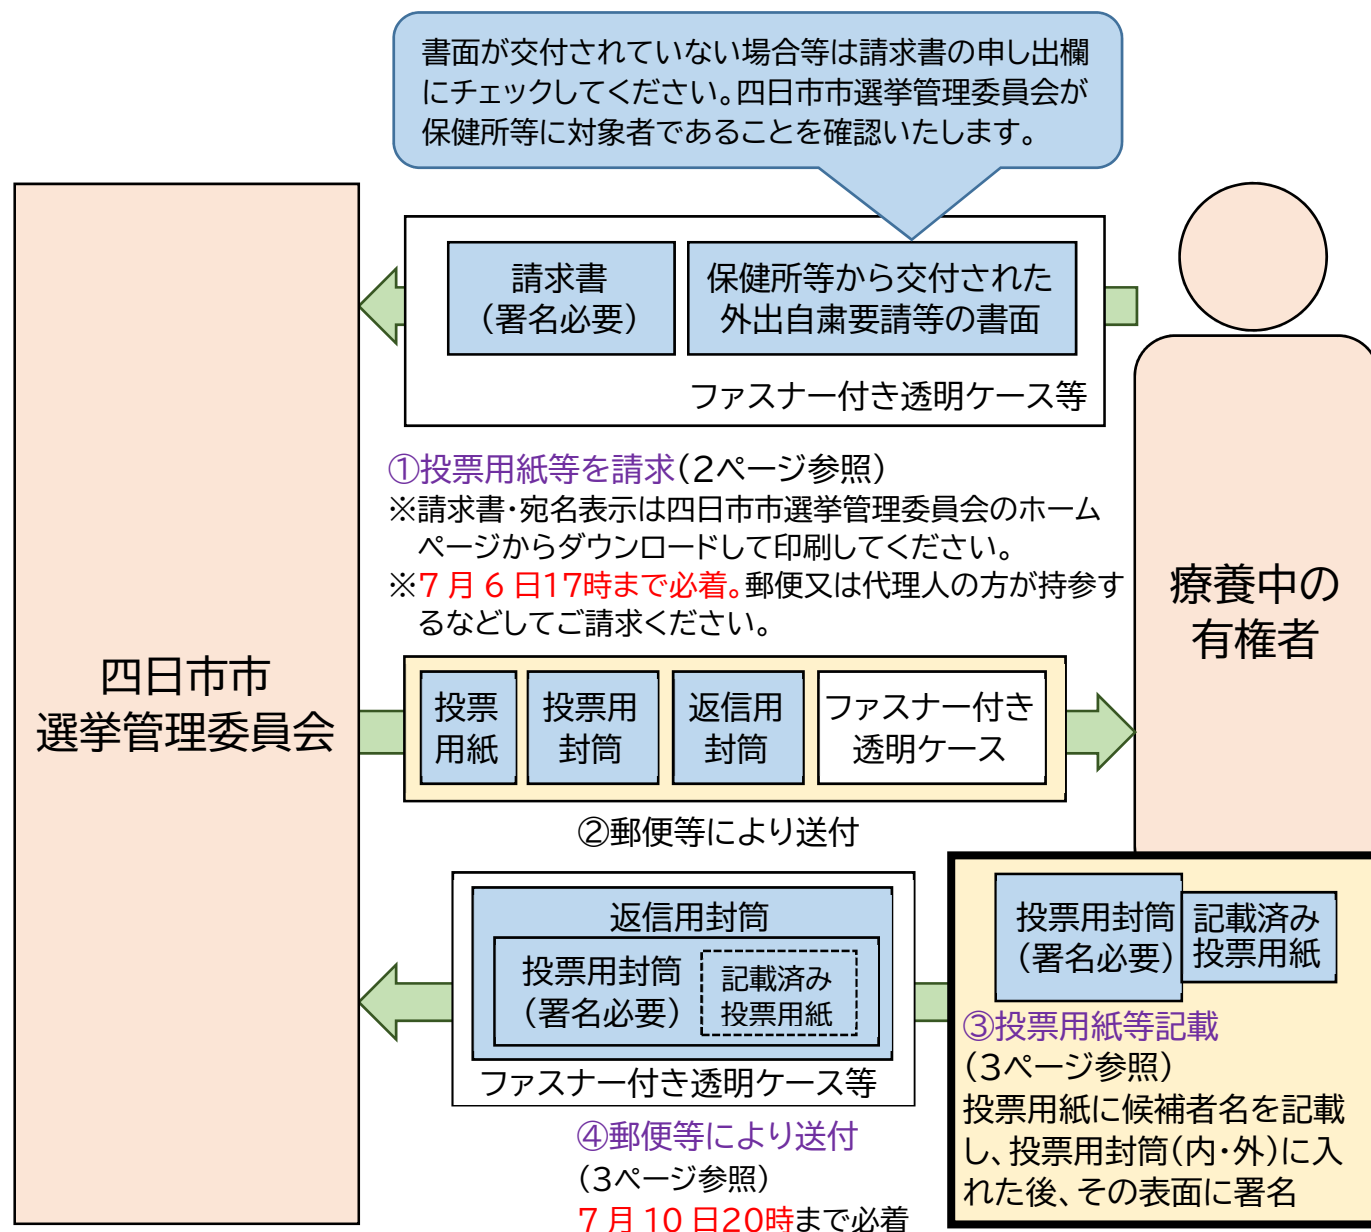 書面が交付されていない場合等は請求書の申し出欄
にチェックしてください。四日市市選挙管理委員会が
保健所等に対象者であることを確認いたします。
請求書
（署名必要）
保健所等から交付された
外出自粛要請等の書面
ファスナー付き透明ケース等
①投票用紙等を請求（2ページ参照）
※請求書・宛名表示は四日市市選挙管理委員会のホーム
ページからダウンロードして印刷してください。
※7月6日17時まで必着。郵便又は代理人の方が持参す
るなどしてご請求ください。
四日市市
選挙管理委員会
療養中の
有権者
投票
用紙
投票用
封筒
返信用
封筒
ファスナー付き
透明ケース
②郵便等により送付
返信用封筒
投票用封筒
（署名必要）
記載済み
投票用紙
ファスナー付き透明ケース等
④郵便等により送付
（3ページ参照）
7月10日20時まで必着
投票用封筒
（署名必要）
記載済み
投票用紙
③投票用紙等記載
（3ページ参照）
投票用紙に候補者名を記載
し、投票用封筒（内・外）に入
れた後、その表面に署名